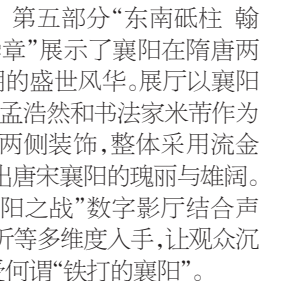 第五部分“东南砥柱 翰
章”展示了襄阳在隋唐两
的盛世风华。展厅以襄阳
孟浩然和书法家米芾作为
两侧装饰，整体采用流金
出唐宋襄阳的瑰丽与雄阔。
阳之战”数字影厅结合声
听等多维度入手，让观众沉
何谓“铁打的襄阳”。